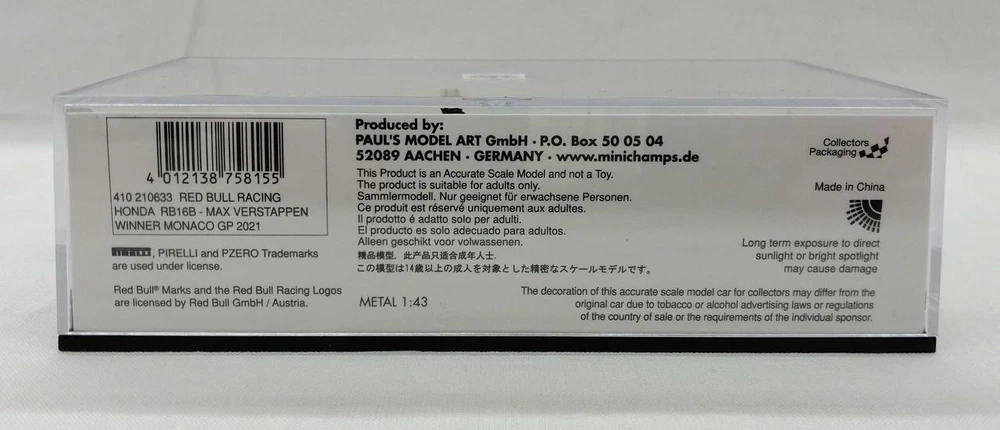 4 012138 758155
410 210633 RED BULL RACING
HONDA RB16B - MAX VERSTAPPEN
WINNER MONACO GP 2021
, PIRELLI and PZERO Trademarks
are used under license.
Red Bull® Marks and the Red Bull Racing Logos
are licensed by Red Bull GmbH / Austria.
Produced by:
PAUL'S MODEL ART GmbH · P.O. Box 50 05 04
52089 AACHEN · GERMANY · www.minichamps.de
This Product is an Accurate Scale Model and not a Toy.
The product is suitable for adults only.
Sammlermodell. Nur geeignet für erwachsene Personen.
Ce produit est réservé uniquement aux adultes.
Il prodotto é adatto solo per adulti.
El producto es solo adecuado para adultos.
Alleen geschikt voor volwassenen.
精品模型，此产品只适合成年人士.
この模型は14歳以上の成人を対象とした精密なスケールモデルです。
METAL 1:43
Collectors
Packaging
Made in China
Long term exposure to direct
sunlight or bright spotlight
may cause damage
The decoration of this accurate scale model car for collectors may differ from the
original car due to tobacco or alcohol advertising laws or regulations
of the country of sale or the requirements of the individual sponsor.